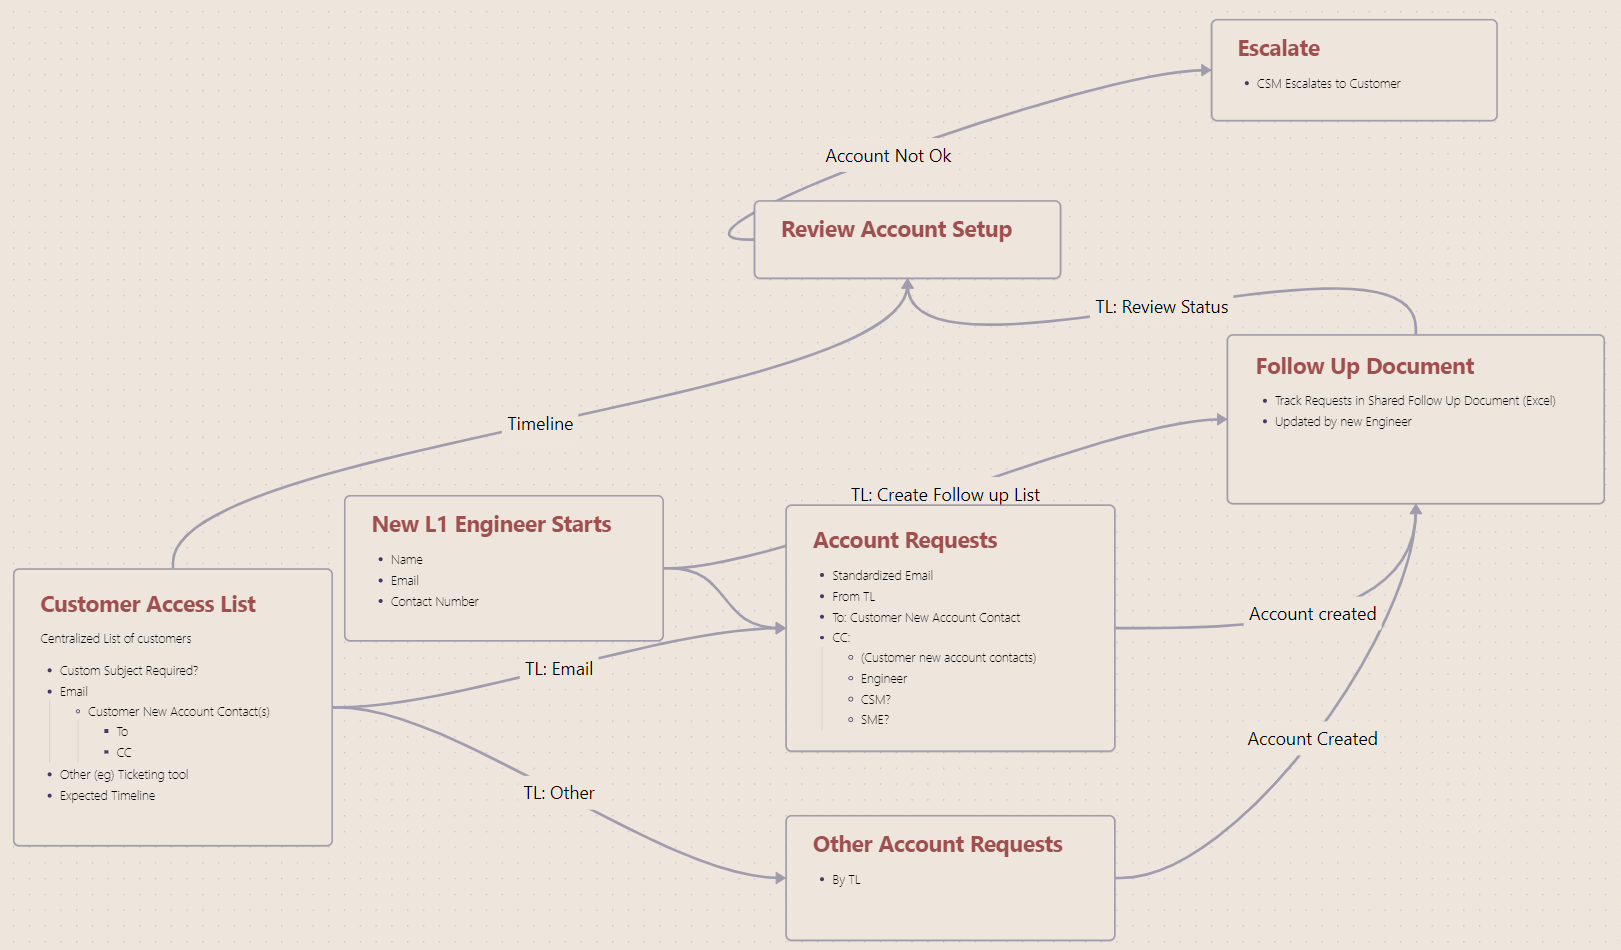 Escalate
CSM Escalates to Customer
Account Not Ok
Review Account Setup
TL: Review Status
Follow Up Document
Track Requests in Shared Follow Up Document (Excel)
Updated by new Engineer
Timeline
TL: Create Follow up List
New L1 Engineer Starts
Name
Email
Contact Number
Account Requests
Standardized Email
From TL
To: Customer New Account Contact
CC:
(Customer new account contacts)
Engineer
CSM?
SME?
Customer Access List
Centralized List of customers
Custom Subject Required?
Email
Customer New Account Contact(s)
To
CC
Other (eg) Ticketing tool
Expected Timeline
TL: Email
Account created
TL: Other
Account Created
Other Account Requests
By TL